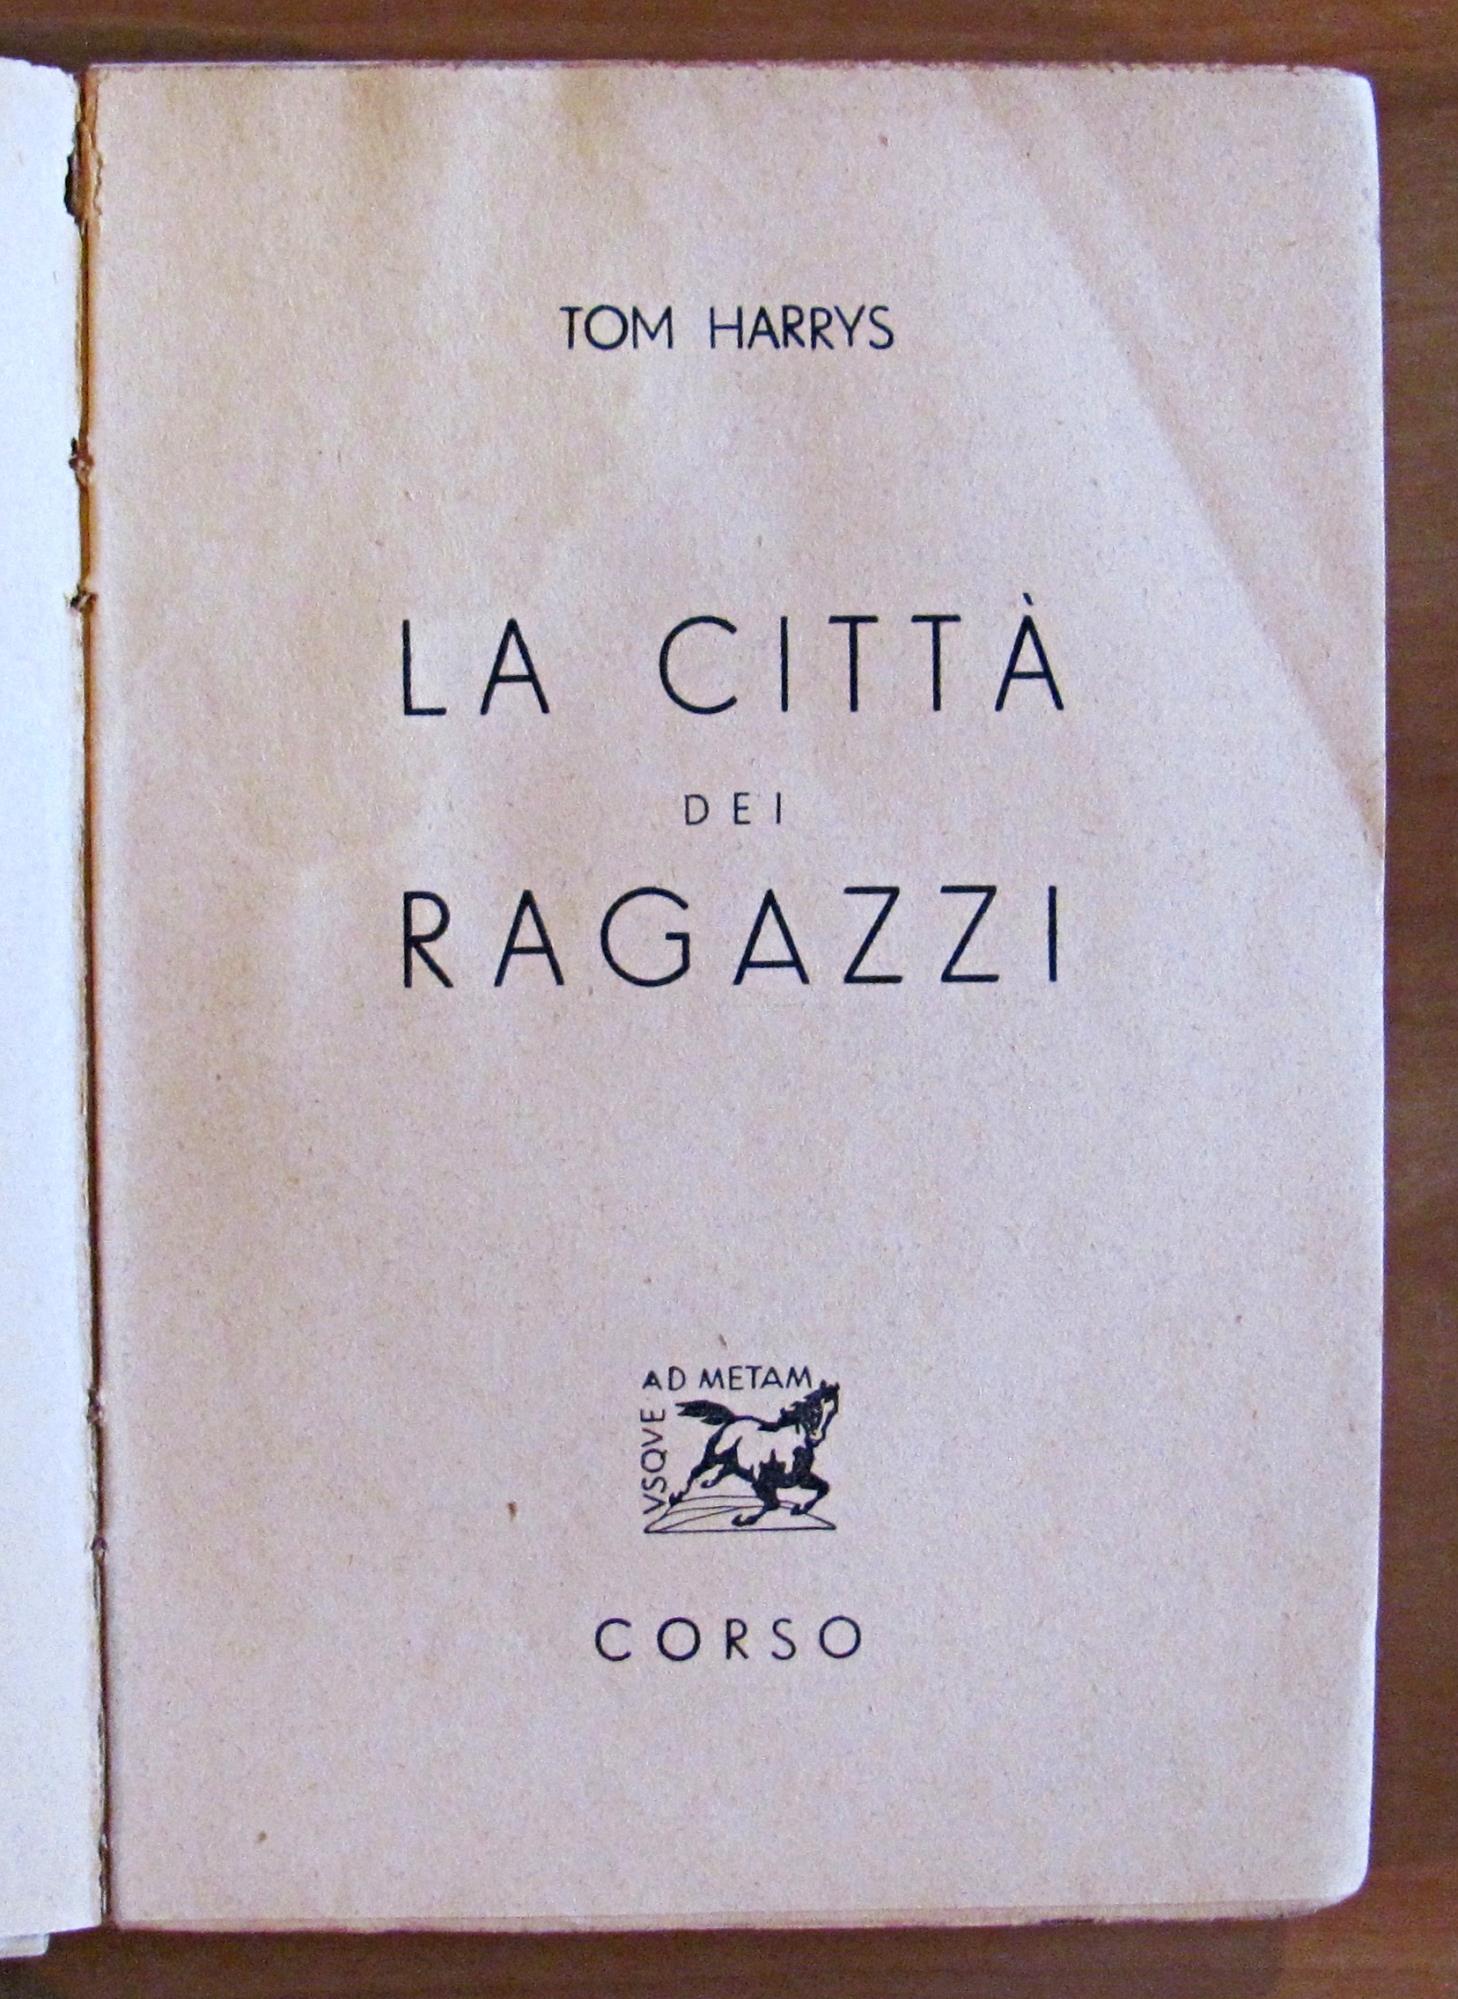 TOM HARRYS
LA CITTÀ
DEI
RAGAZZI
VSQVE
AD METAM
CORSO